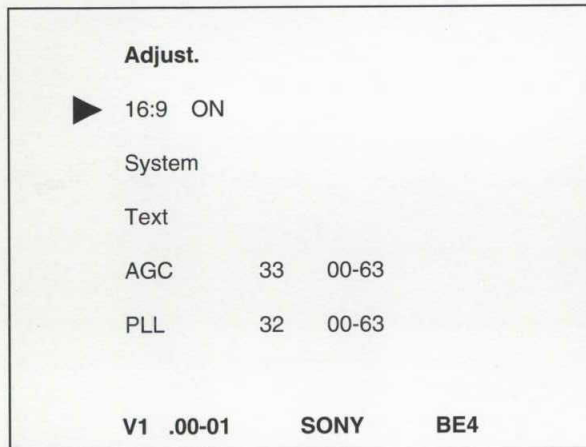 Adjust.
16:9 ON
System
Text
AGC 33 00-63
PLL 32 00-63
V1 .00-01 SONY BE4